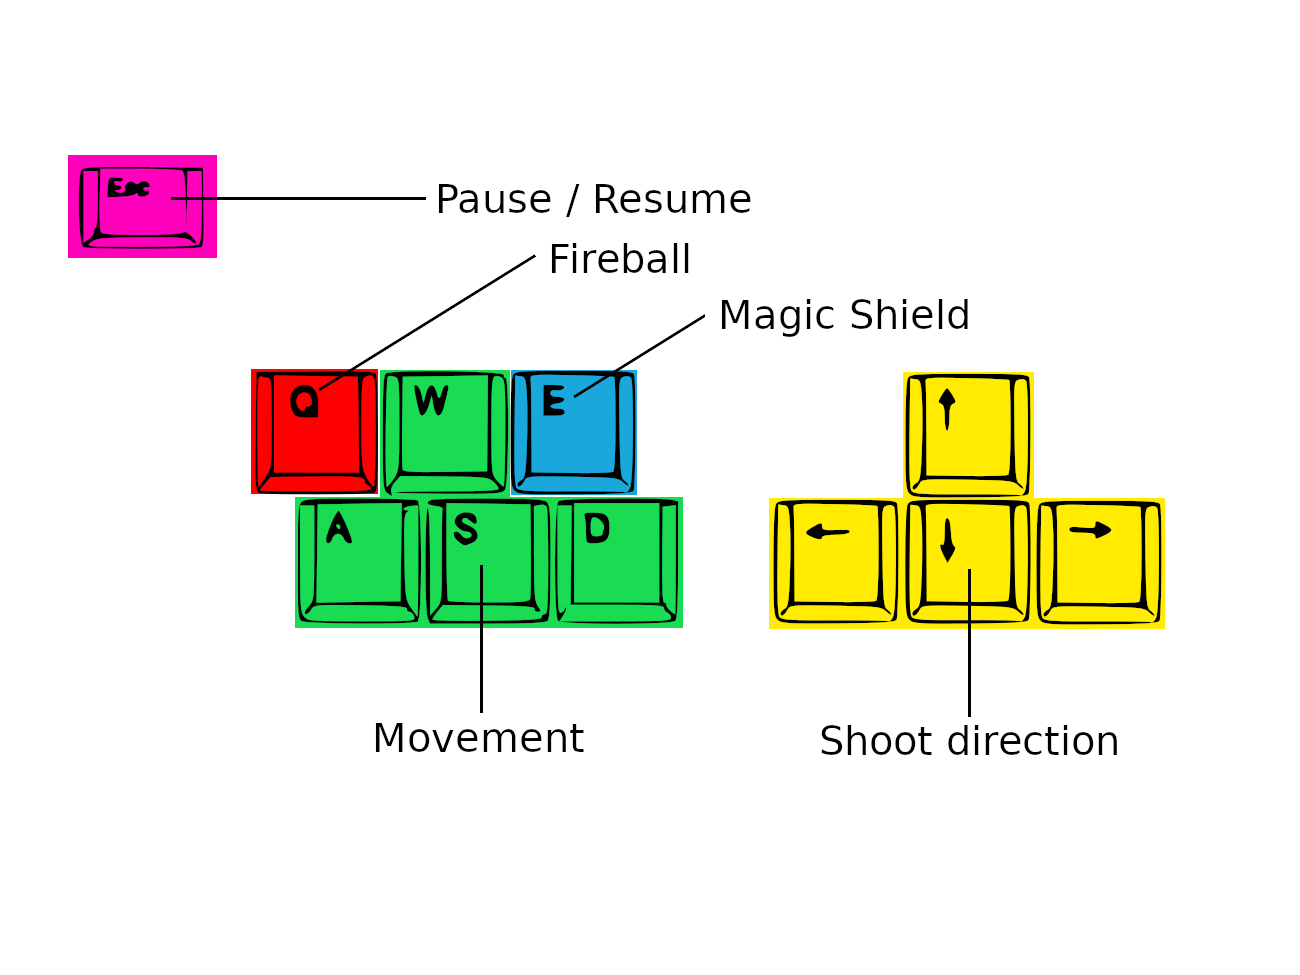 Esc
Pause / Resume
Fireball
Magic Shield
Q W E
A S D
Movement
Shoot direction